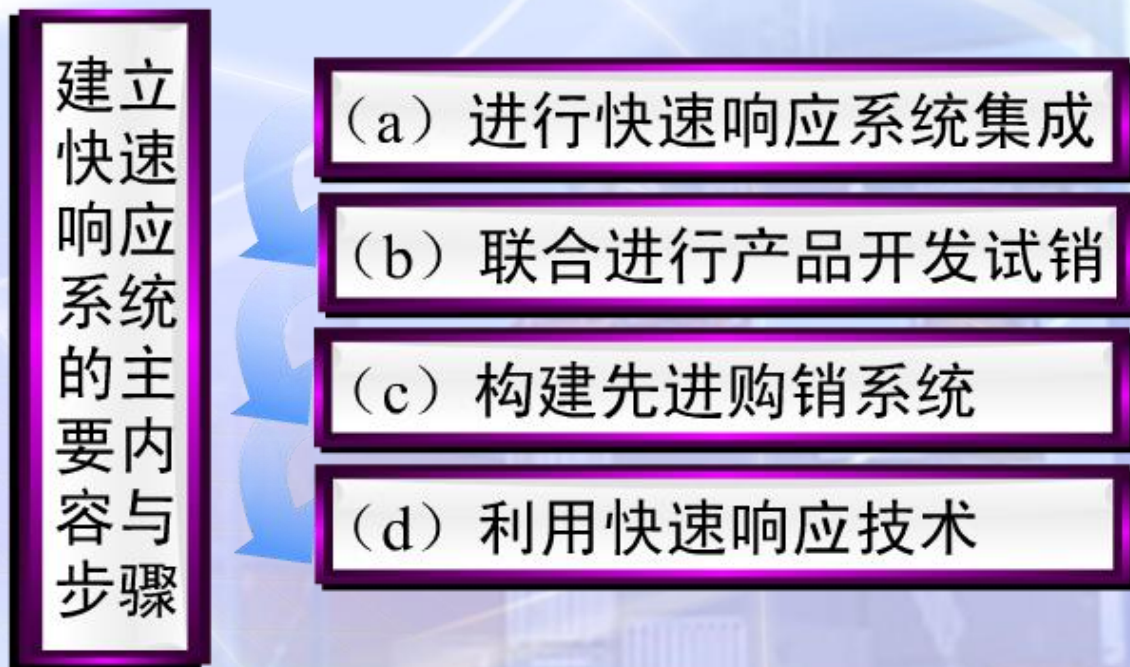 建立
快速
响应
系统
的主
要内
容与
步骤
（a）进行快速响应系统集成
（b）联合进行产品开发试销
（c）构建先进购销系统
（d）利用快速响应技术